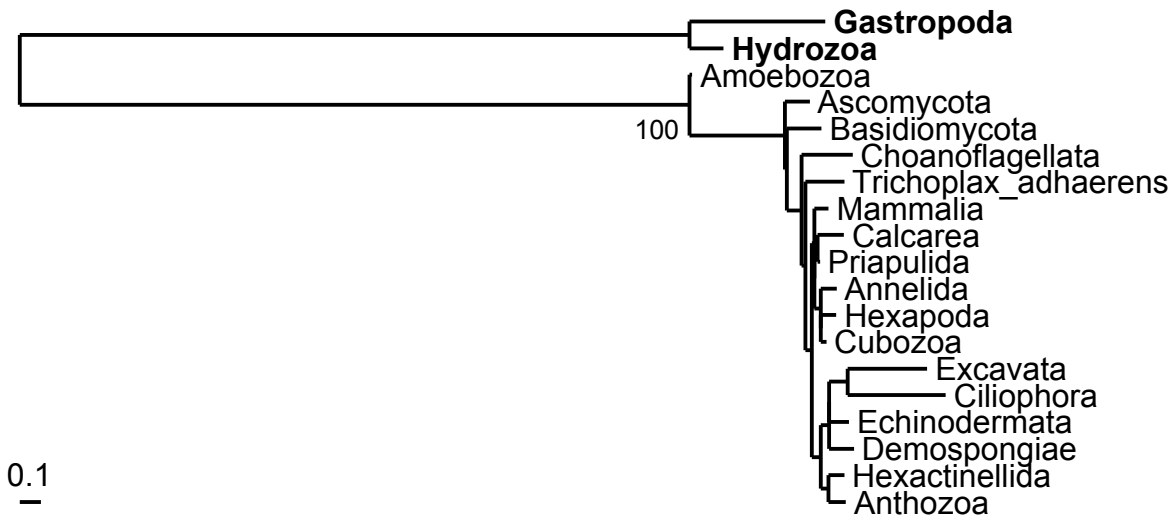 Gastropoda
Hydrozoa
Amoebozoa
Ascomycota
100
Basidiomycota
Choanoflagellata
Trichoplax_adhaerens
Mammalia
Calcarea
Priapulida
Annelida
Hexapoda
Cubozoa
Excavata
Ciliophora
Echinodermata
Demospongiae
0.1
Hexactinellida
Anthozoa